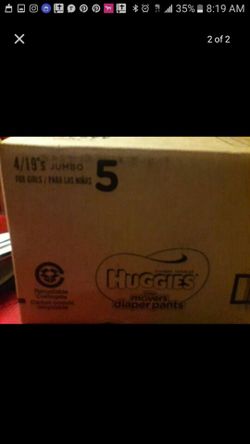 35% 8:19 AM
2 of 2
4/19's JUMBO 5
FOR GIRLS / PARA LAS NIÑAS
HUGGIES
movers
diaper pants
Recyclable